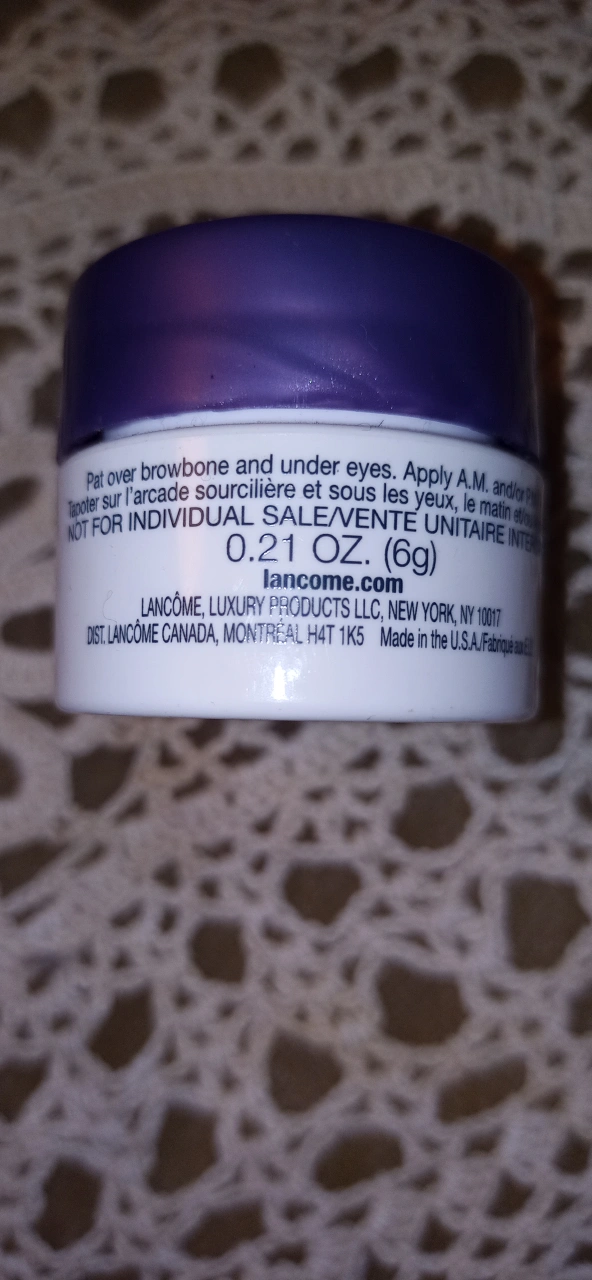 Pat over browbone and under eyes. Apply A.M. and/or
Tapoter sur l'arcade sourcilière et sous les yeux, le matin
NOT FOR INDIVIDUAL SALE/VENTE UNITAIRE
0.21 OZ. (6g)
lancome.com
LANCÔME, LUXURY PRODUCTS LLC, NEW YORK, NY 10017
DIST. LANCÔME CANADA, MONTRÉAL H4T 1K5 Made in the U.S.A./Fabriqué